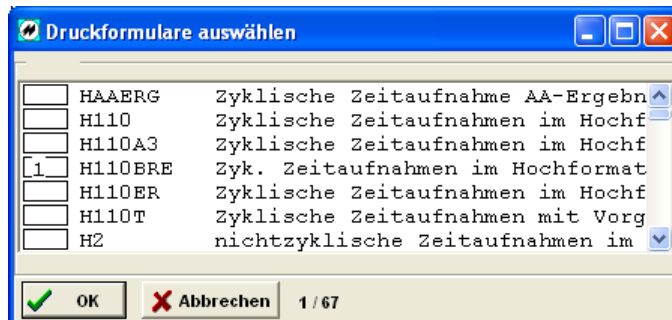 Druckformulare auswählen
HAAERG Zyklische Zeitaufnahme AA-Ergebn
H110 Zyklische Zeitaufnahmen im Hochf
H110A3 Zyklische Zeitaufnahmen im Hochf
1 H110BRE Zyk. Zeitaufnahmen im Hochformat
H110ER Zyklische Zeitaufnahmen im Hochf
H110T Zyklische Zeitaufnahmen mit Vorg
H2 nichtzyklische Zeitaufnahmen im
OK Abbrechen 1 / 67